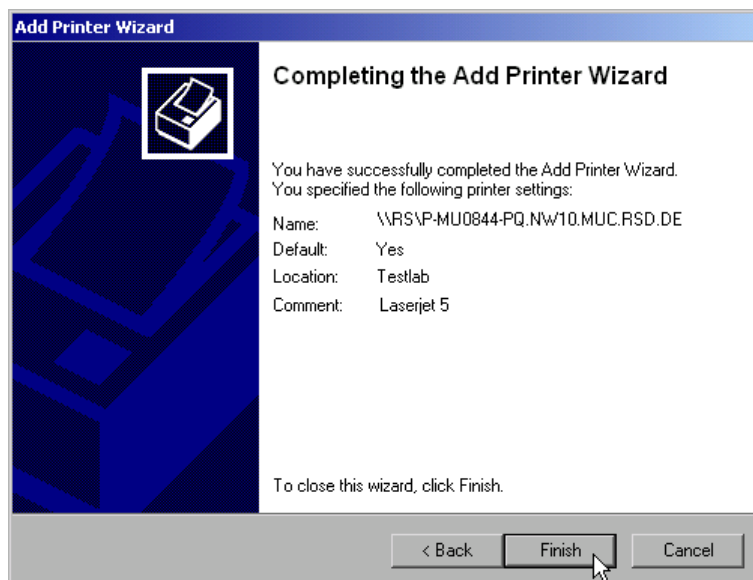 Add Printer Wizard
Completing the Add Printer Wizard
You have successfully completed the Add Printer Wizard.
You specified the following printer settings:
Name: \\RS\P-MU0844-PQ.NW10.MUC.RSD.DE
Default: Yes
Location: Testlab
Comment: Laserjet 5
To close this wizard, click Finish.
< Back Finish Cancel